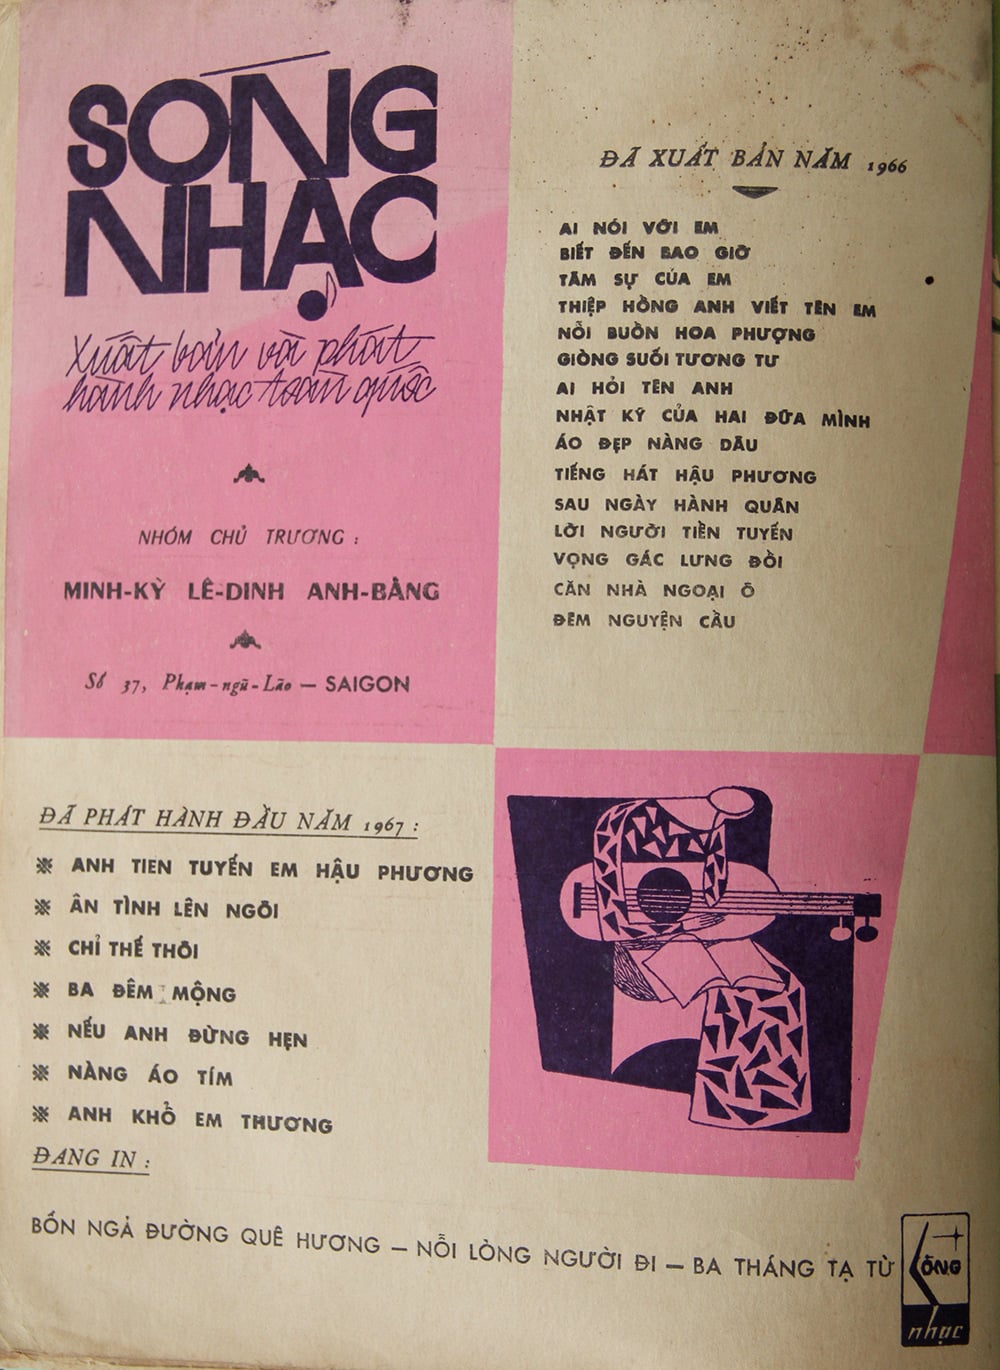 SÓNG
NHẠC
Xuất bản và phát
hành nhạc toàn quốc
NHÓM CHỦ TRƯƠNG :
MINH-KỲ LÊ-DINH ANH-BẰNG
Số 37, Phạm-ngũ-Lão — SAIGON
ĐÃ XUẤT BẢN NĂM 1966
AI NÓI VỚI EM
BIẾT ĐẾN BAO GIỜ
TÂM SỰ CỦA EM
THIỆP HỒNG ANH VIẾT TÊN EM
NỖI BUỒN HOA PHƯỢNG
GIÒNG SUỐI TƯƠNG TƯ
AI HỎI TÊN ANH
NHẬT KÝ CỦA HAI ĐỨA MÌNH
ÁO ĐẸP NÀNG DÂU
TIẾNG HÁT HẬU PHƯƠNG
SAU NGÀY HÀNH QUÂN
LỜI NGƯỜI TIỀN TUYẾN
VỌNG GÁC LƯNG ĐỒI
CĂN NHÀ NGOẠI Ô
ĐÊM NGUYỆN CẦU
ĐÃ PHÁT HÀNH ĐẦU NĂM 1967 :
※ ANH TIEN TUYẾN EM HẬU PHƯƠNG
※ ÂN TÌNH LÊN NGÔI
※ CHỈ THẾ THÔI
※ BA ĐÊM MỘNG
※ NẾU ANH ĐỪNG HẸN
※ NÀNG ÁO TÍM
※ ANH KHỔ EM THƯƠNG
ĐANG IN :
BỐN NGẢ ĐƯỜNG QUÊ HƯƠNG — NỖI LÒNG NGƯỜI ĐI — BA THÁNG TẠ TỪ
SÓNG
nhạc